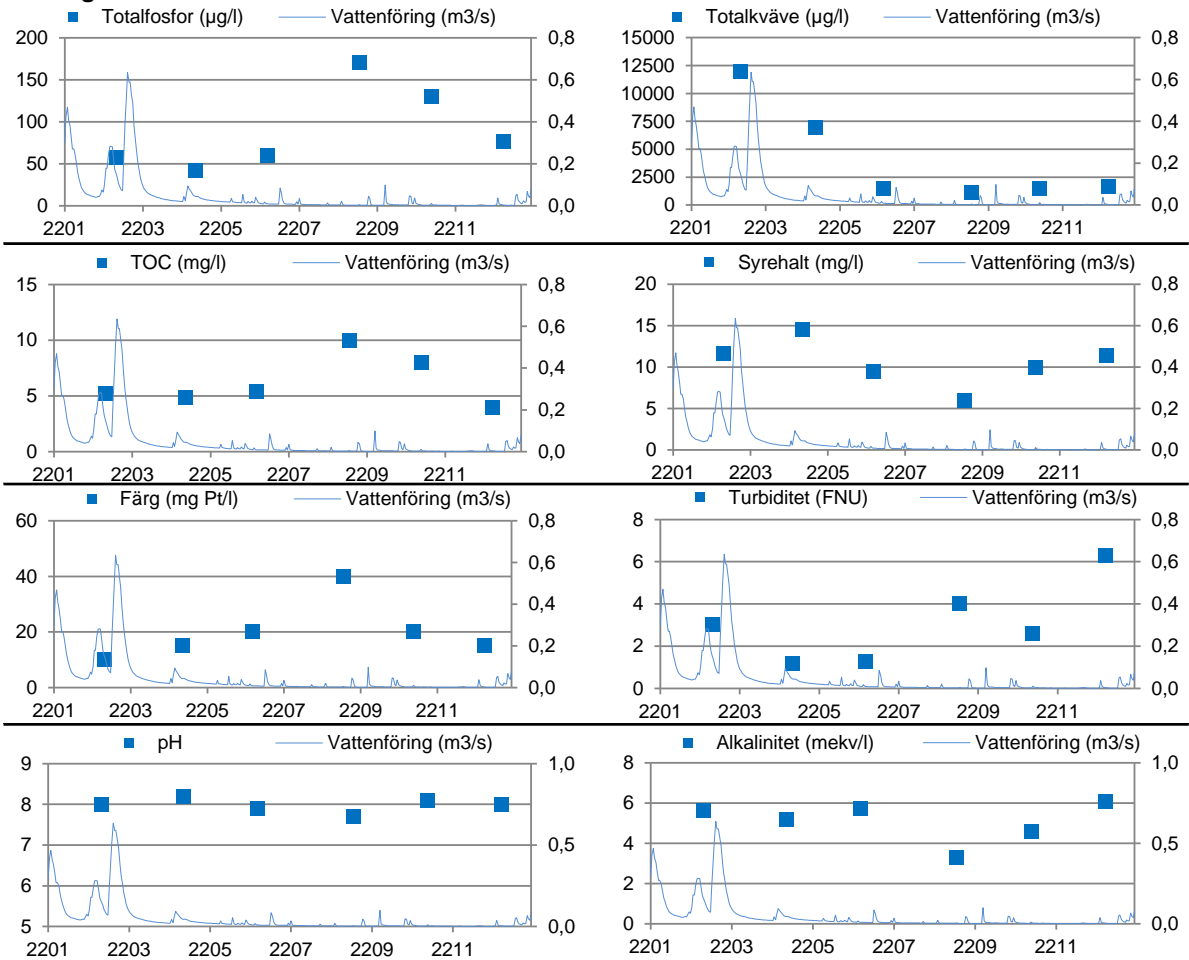 Totalfosfor (µg/l) Vattenföring (m3/s)
200 0,8
150 0,6
100 0,4
50 0,2
0 0,0
2201 2203 2205 2207 2209 2211
Totalkväve (µg/l) Vattenföring (m3/s)
15000 0,8
12500
10000 0,6
7500 0,4
5000
2500 0,2
0 0,0
2201 2203 2205 2207 2209 2211
TOC (mg/l) Vattenföring (m3/s)
15 0,8
10 0,6
0,4
5 0,2
0 0,0
2201 2203 2205 2207 2209 2211
Syrehalt (mg/l) Vattenföring (m3/s)
20 0,8
15 0,6
10 0,4
5 0,2
0 0,0
2201 2203 2205 2207 2209 2211
Färg (mg Pt/l) Vattenföring (m3/s)
60 0,8
40 0,6
0,4
20 0,2
0 0,0
2201 2203 2205 2207 2209 2211
Turbiditet (FNU) Vattenföring (m3/s)
8 0,8
6 0,6
4 0,4
2 0,2
0 0,0
2201 2203 2205 2207 2209 2211
pH Vattenföring (m3/s)
9 1,0
8
7 0,5
6
5 0,0
2201 2203 2205 2207 2209 2211
Alkalinitet (mekv/l) Vattenföring (m3/s)
8 1,0
6
4 0,5
2
0 0,0
2201 2203 2205 2207 2209 2211